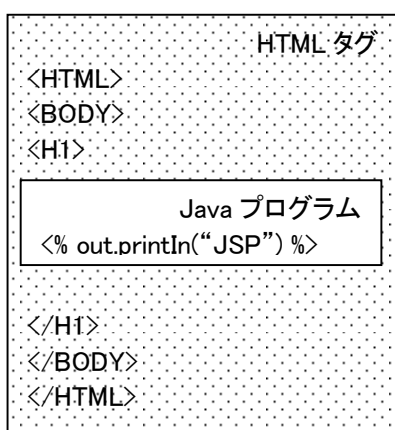 HTML タグ
<HTML>
<BODY>
<H1>
Java プログラム
<% out.printIn(“JSP”) %>
</H1>
</BODY>
</HTML>